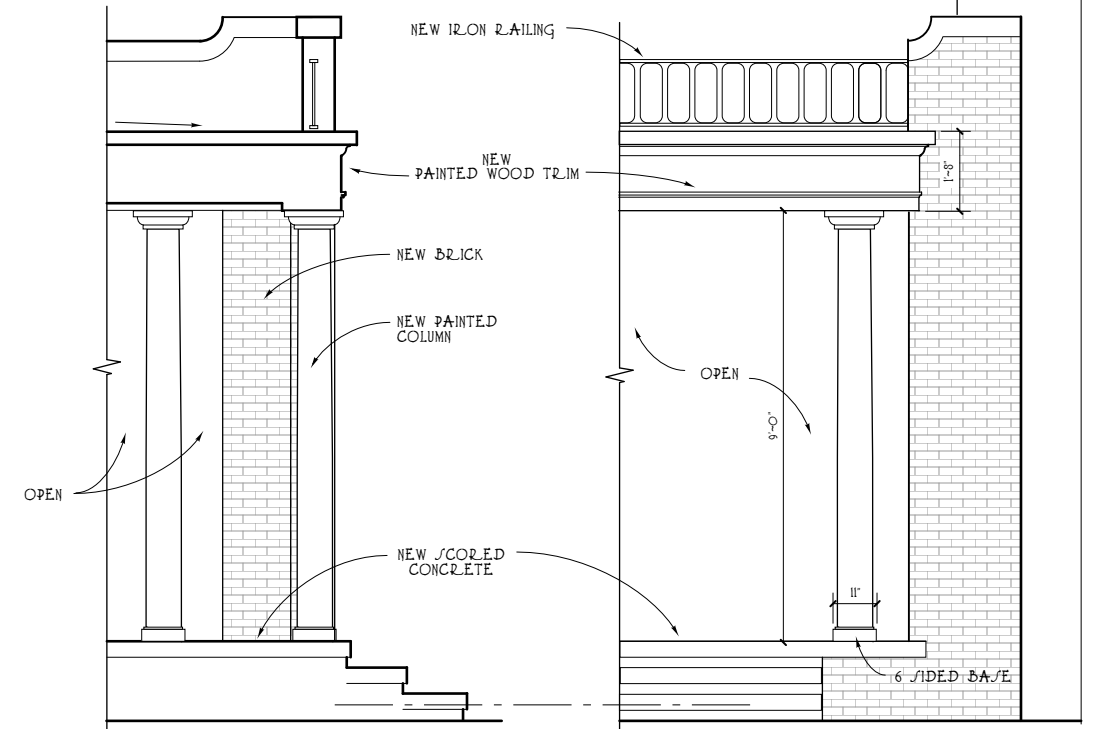 NEW IRON RAILING
NEW
PAINTED WOOD TRIM
1'-8"
NEW BRICK
NEW PAINTED
COLUMN
OPEN
9'-0"
OPEN
NEW SCORED
CONCRETE
11"
6 SIDED BASE